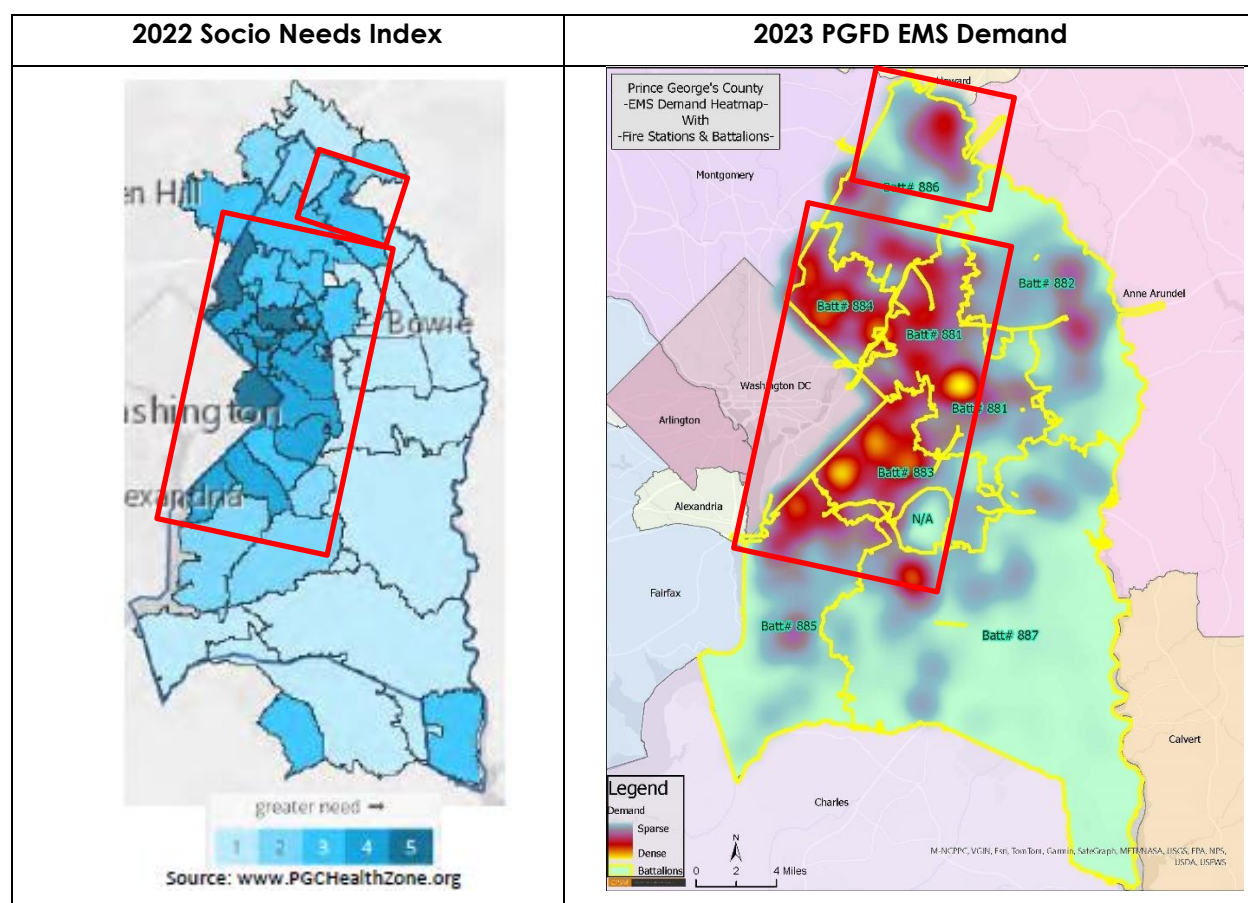 2022 Socio Needs Index
2023 PGFD EMS Demand
en Hill
Bowie
ashington
exandria
greater need →
1 2 3 4 5
Source: www.PGCHealthZone.org
Prince George's County
-EMS Demand Heatmap-
With
-Fire Stations & Battalions-
Howard
Montgomery
Batt# 886
Batt# 882
Anne Arundel
Batt# 884
Batt# 881
Washington DC
Arlington
Batt# 881
Batt# 883
Alexandria
N/A
Fairfax
Batt# 885
Batt# 887
Calvert
Charles
Legend
Demand
Sparse
Dense
Battalions
N
0 2 4 Miles
M-NCPPC, VGIN, Esri, TomTom, Garmin, SafeGraph, METI/NASA, USGS, EPA, NPS,
USDA, USFWS